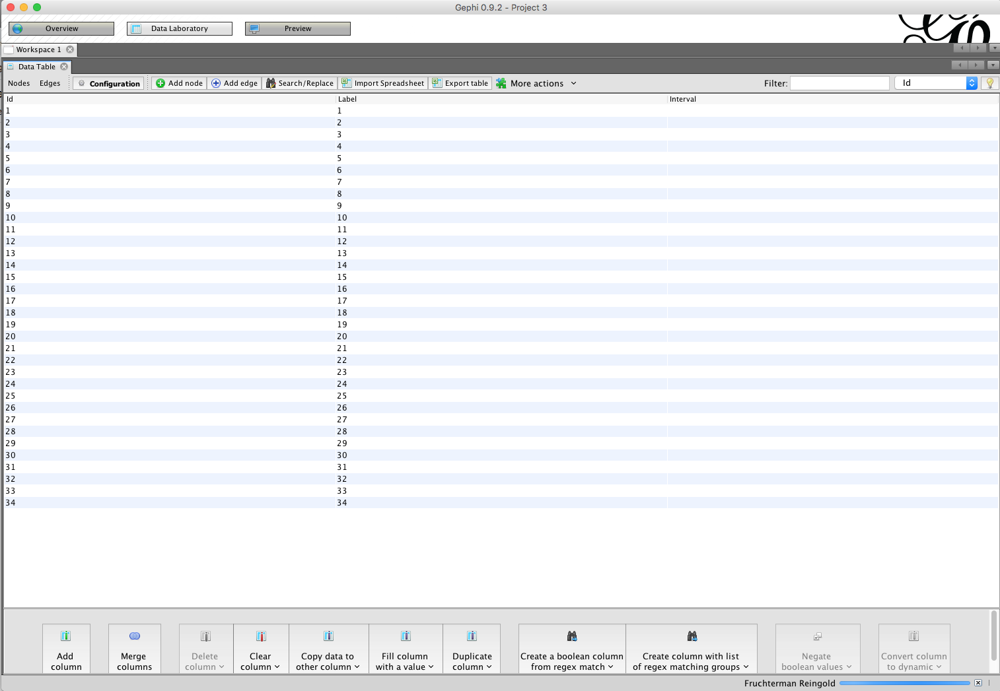 Gephi 0.9.2 - Project 3
Overview Data Laboratory Preview
Workspace 1
Data Table
Nodes Edges Configuration Add node Add edge Search/Replace Import Spreadsheet Export table More actions Filter: Id
Id Label Interval
1 1
2 2
3 3
4 4
5 5
6 6
7 7
8 8
9 9
10 10
11 11
12 12
13 13
14 14
15 15
16 16
17 17
18 18
19 19
20 20
21 21
22 22
23 23
24 24
25 25
26 26
27 27
28 28
29 29
30 30
31 31
32 32
33 33
34 34
Add column
Merge columns
Delete column
Clear column
Copy data to other column
Fill column with a value
Duplicate column
Create a boolean column from regex match
Create column with list of regex matching groups
Negate boolean values
Convert column to dynamic
Fruchterman Reingold